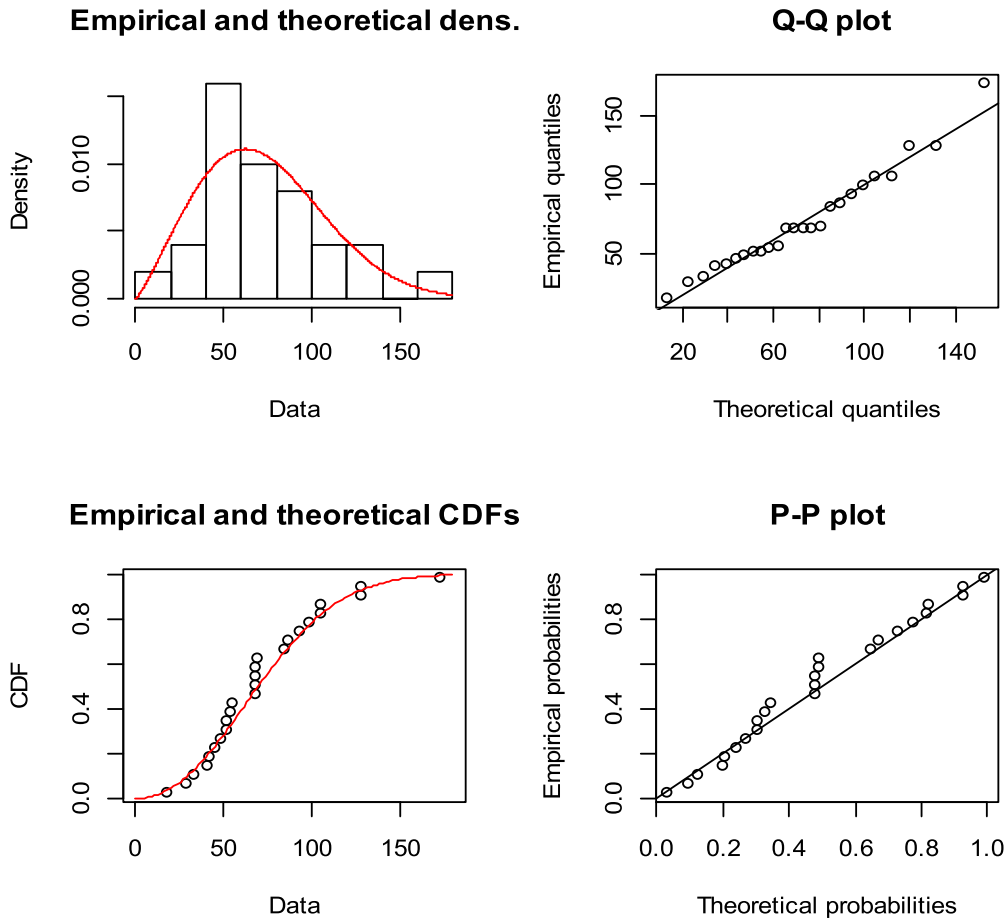 Empirical and theoretical dens.
Density
0.000
0.010
0
50
100
150
Data
Q-Q plot
Empirical quantiles
50
100
150
20
60
100
140
Theoretical quantiles
Empirical and theoretical CDFs
CDF
0.0
0.4
0.8
0
50
100
150
Data
P-P plot
Empirical probabilities
0.0
0.4
0.8
0.0
0.2
0.4
0.6
0.8
1.0
Theoretical probabilities